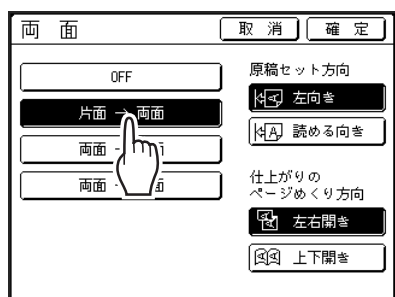 両 面
取 消
確 定
OFF
片面 → 両面
両面 -
両面 -
原稿セット方向
左向き
読める向き
仕上がりの
ページめくり方向
左右開き
上下開き